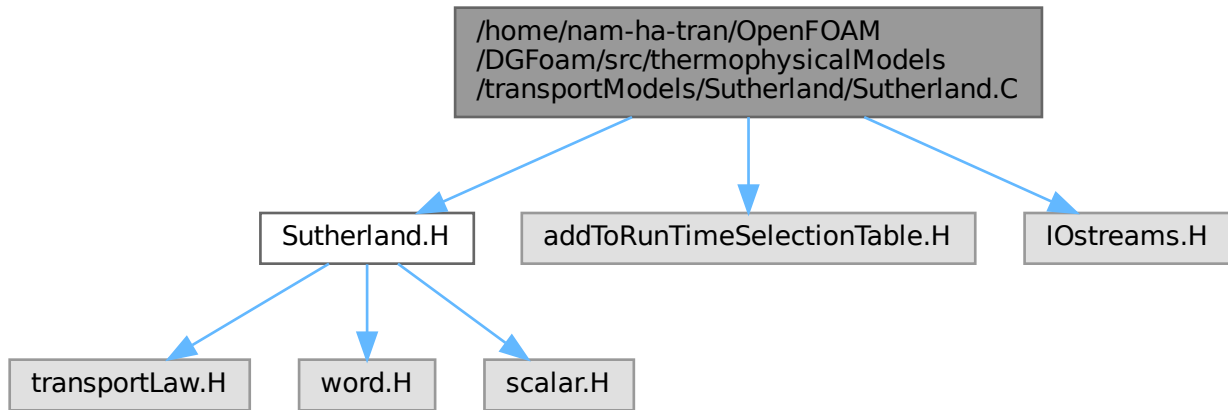 /home/nam-ha-tran/OpenFOAM
/DGFoam/src/thermophysicalModels
/transportModels/Sutherland/Sutherland.C
Sutherland.H
addToRunTimeSelectionTable.H
IOstreams.H
transportLaw.H
word.H
scalar.H